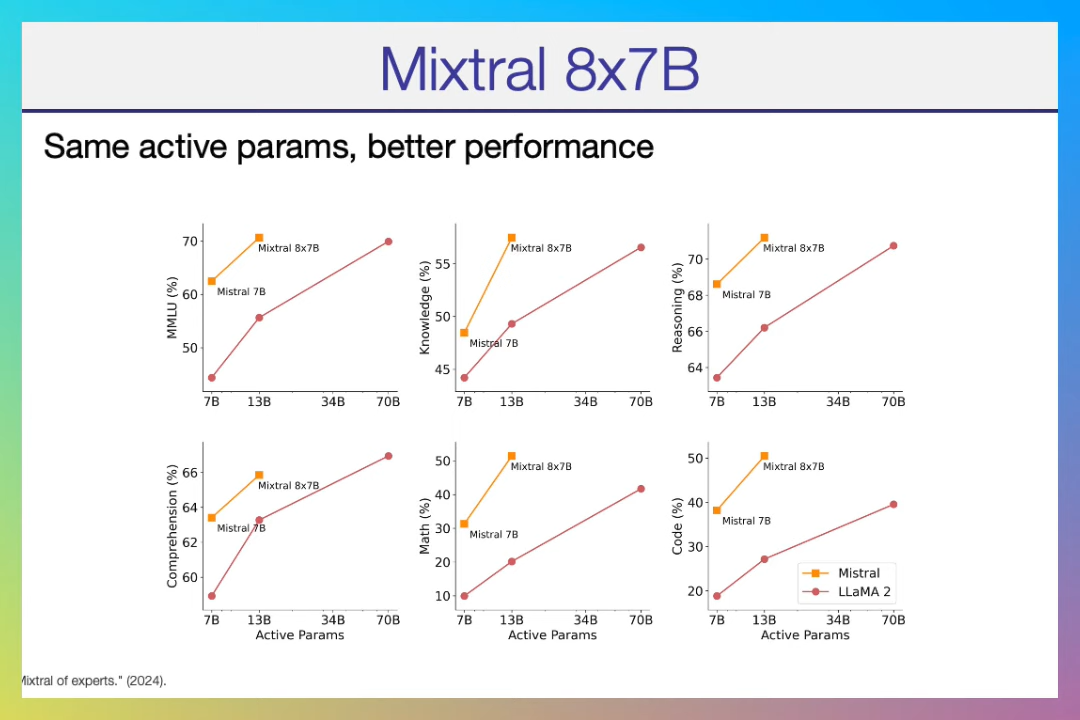 Mixtral 8x7B
Same active params, better performance
MMLU (%)
70
60
50
Mixtral 8x7B
Mistral 7B
7B 13B 34B 70B
Knowledge (%)
55
50
45
Mixtral 8x7B
Mistral 7B
7B 13B 34B 70B
Reasoning (%)
70
68
66
64
Mixtral 8x7B
Mistral 7B
7B 13B 34B 70B
Comprehension (%)
66
64
62
60
Mixtral 8x7B
Mistral 7B
7B 13B 34B 70B
Active Params
Math (%)
50
40
30
20
10
Mixtral 8x7B
Mistral 7B
7B 13B 34B 70B
Active Params
Code (%)
50
40
30
20
Mixtral 8x7B
Mistral 7B
Mistral
LLaMA 2
7B 13B 34B 70B
Active Params
Mixtral of experts." (2024).